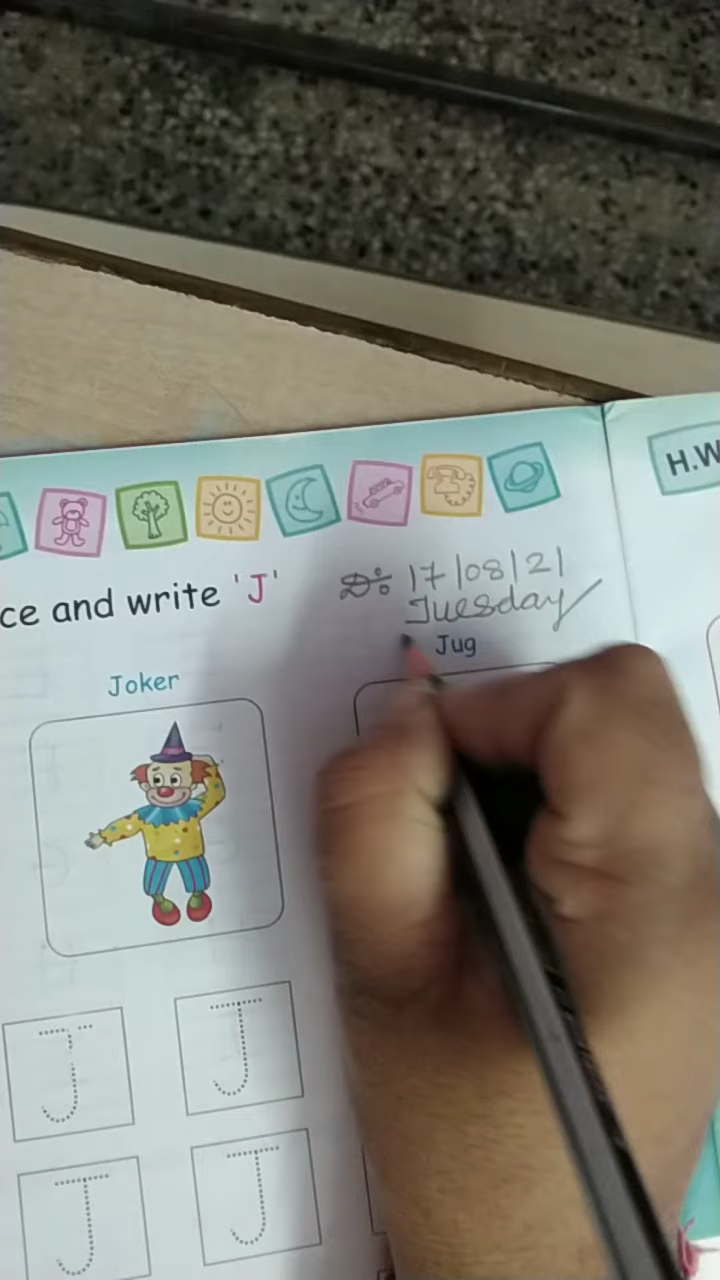 H.W
ce and write 'J'
D: 17/08/21
Tuesday
Joker
Jug
J J
J J